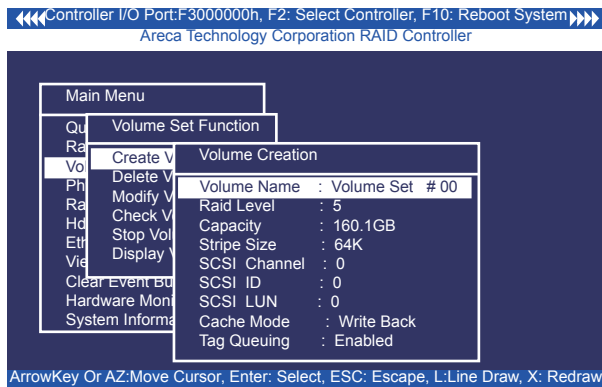 Controller I/O Port:F3000000h, F2: Select Controller, F10: Reboot System
Areca Technology Corporation RAID Controller
Main Menu
Qu
Ra
Vol
Ph
Ra
Hd
Eth
Vie
Clear Event Bu
Hardware Moni
System Informa
Volume Set Function
Create V
Delete V
Modify V
Check Vo
Stop Vol
Display V
Volume Creation
Volume Name : Volume Set # 00
Raid Level : 5
Capacity : 160.1GB
Stripe Size : 64K
SCSI Channel : 0
SCSI ID : 0
SCSI LUN : 0
Cache Mode : Write Back
Tag Queuing : Enabled
ArrowKey Or AZ:Move Cursor, Enter: Select, ESC: Escape, L:Line Draw, X: Redraw